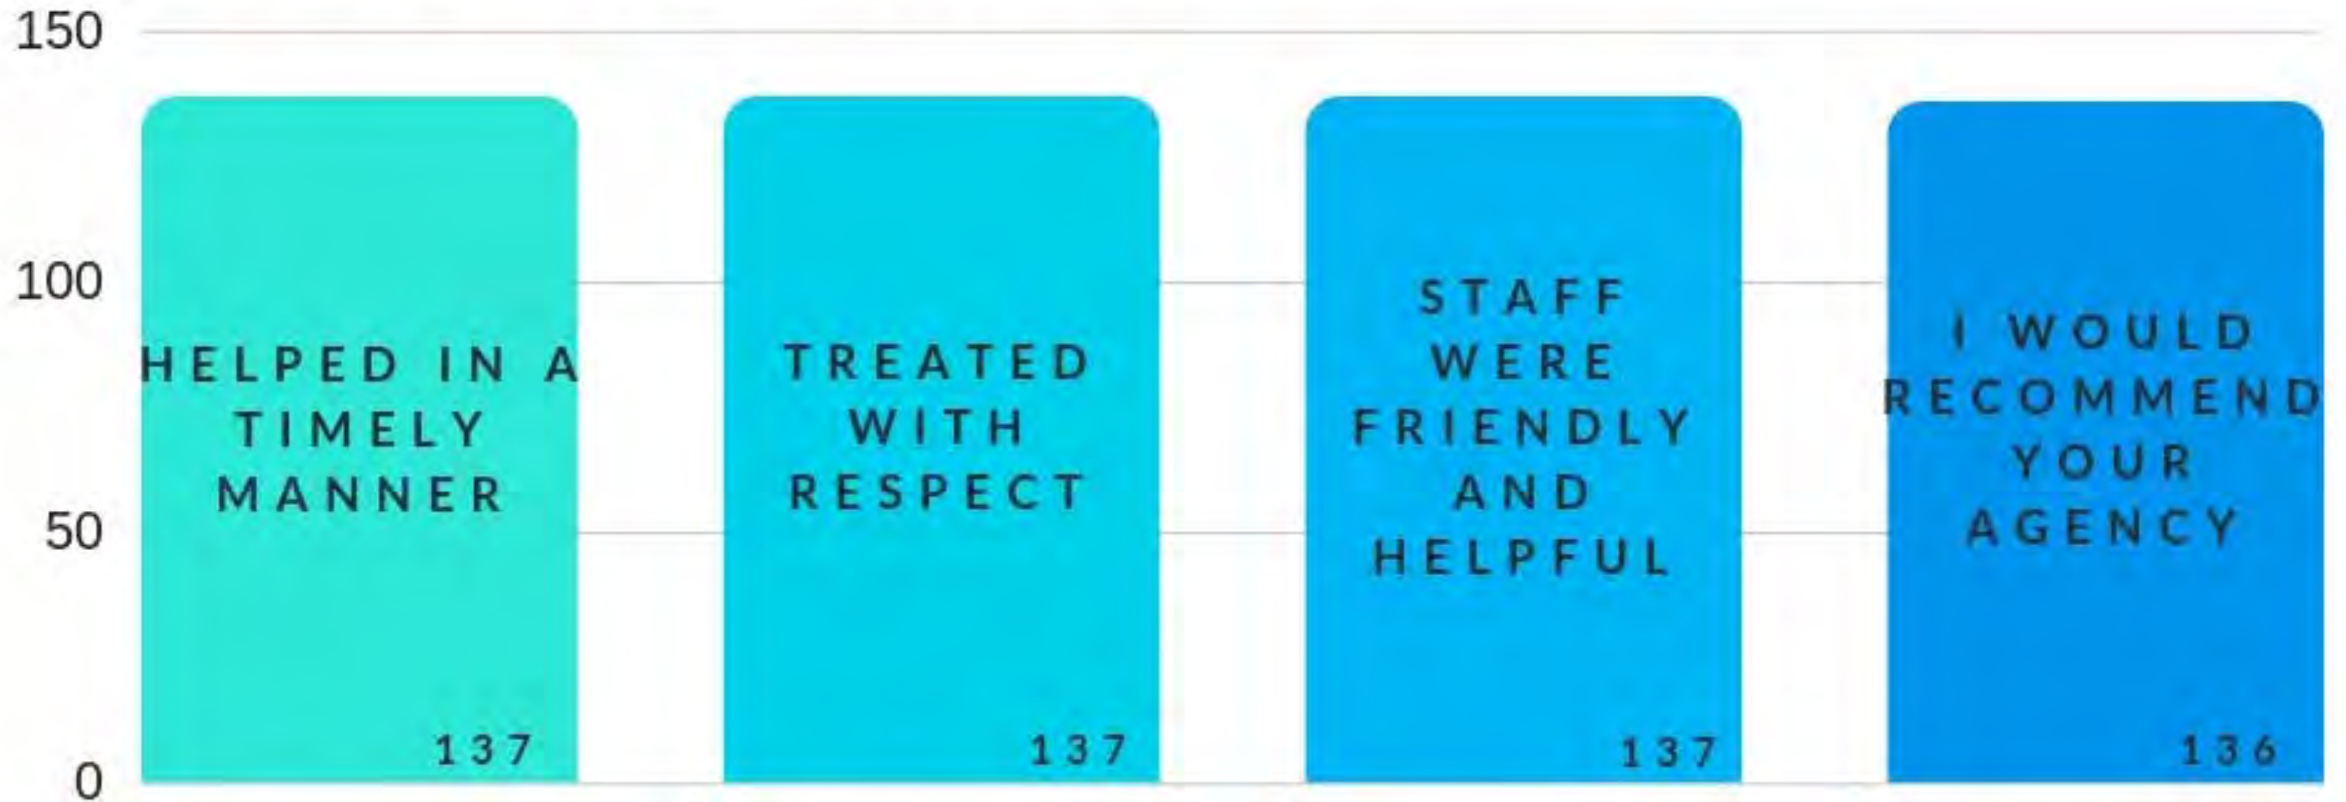 150
100
50
0
HELPED IN A
TIMELY
MANNER
137
TREATED
WITH
RESPECT
137
STAFF
WERE
FRIENDLY
AND
HELPFUL
137
I WOULD
RECOMMEND
YOUR
AGENCY
136